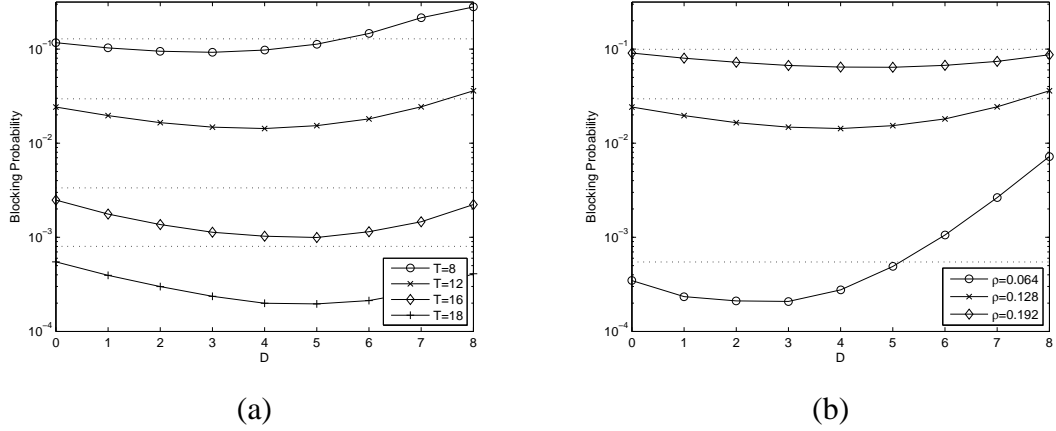 10⁻¹
10⁻²
10⁻³
10⁻⁴
Blocking Probability
0 1 2 3 4 5 6 7 8
D
T=8
T=12
T=16
T=18
(a)
10⁰
10⁻¹
10⁻²
10⁻³
10⁻⁴
Blocking Probability
0 1 2 3 4 5 6 7 8
D
ρ=0.064
ρ=0.128
ρ=0.192
(b)